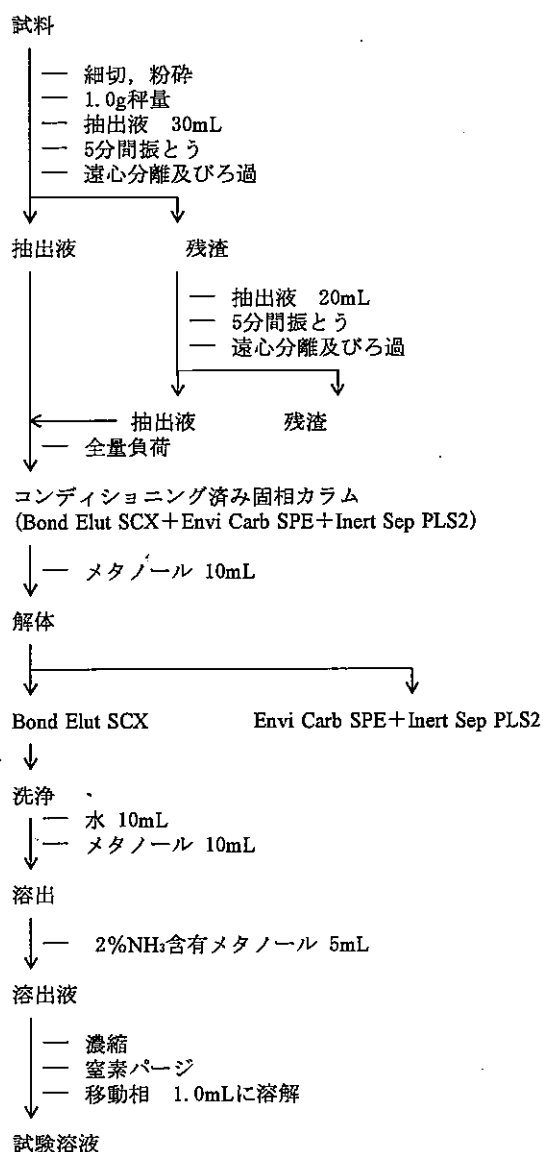 試料
細切，粉砕
1.0g秤量
抽出液　30mL
5分間振とう
遠心分離及びろ過
抽出液　残渣
抽出液　20mL
5分間振とう
遠心分離及びろ過
抽出液　残渣
全量負荷
コンディショニング済み固相カラム
(Bond Elut SCX＋Envi Carb SPE＋Inert Sep PLS2)
メタノール 10mL
解体
Bond Elut SCX　Envi Carb SPE＋Inert Sep PLS2
洗浄
水 10mL
メタノール 10mL
溶出
2%NH₃含有メタノール 5mL
溶出液
濃縮
窒素パージ
移動相　1.0mLに溶解
試験溶液